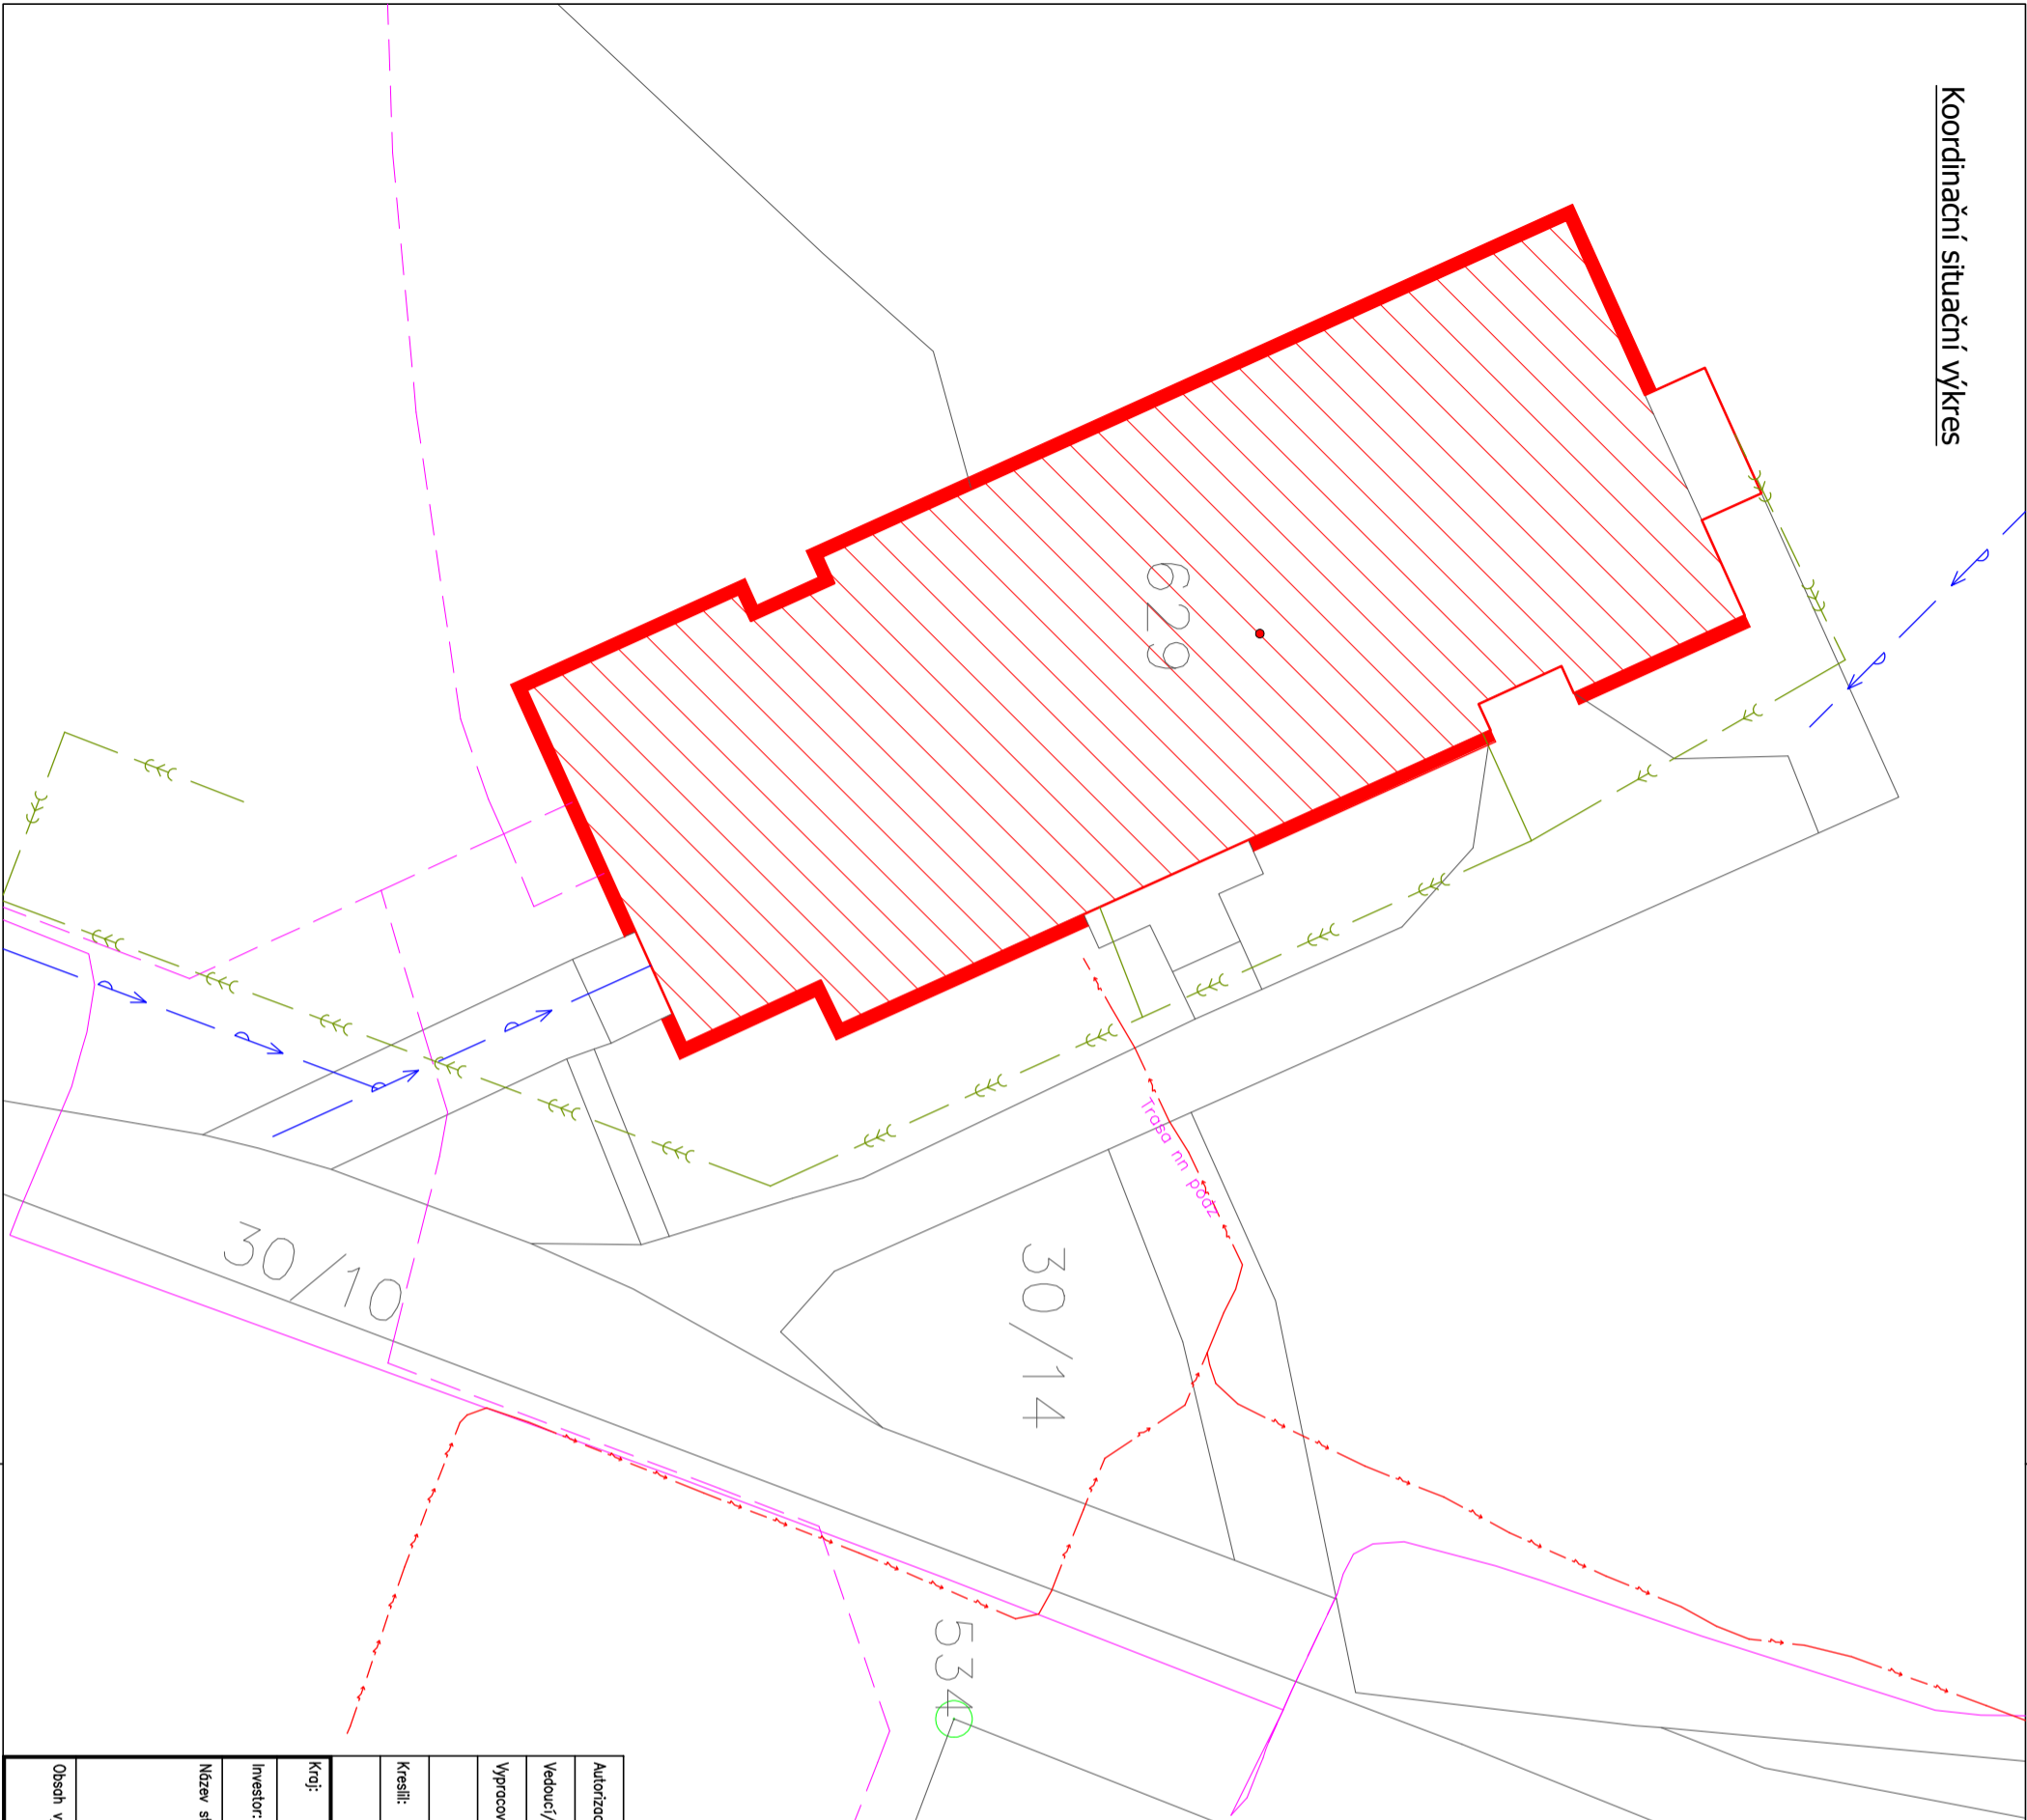 Koordinační situační výkres
629
Trasa nn podz
30/10
30/14
534
Autorizac
Vedoucí/
Vypracov
Kreslil:
Kraj:
Investor:
Název st
Obsah v